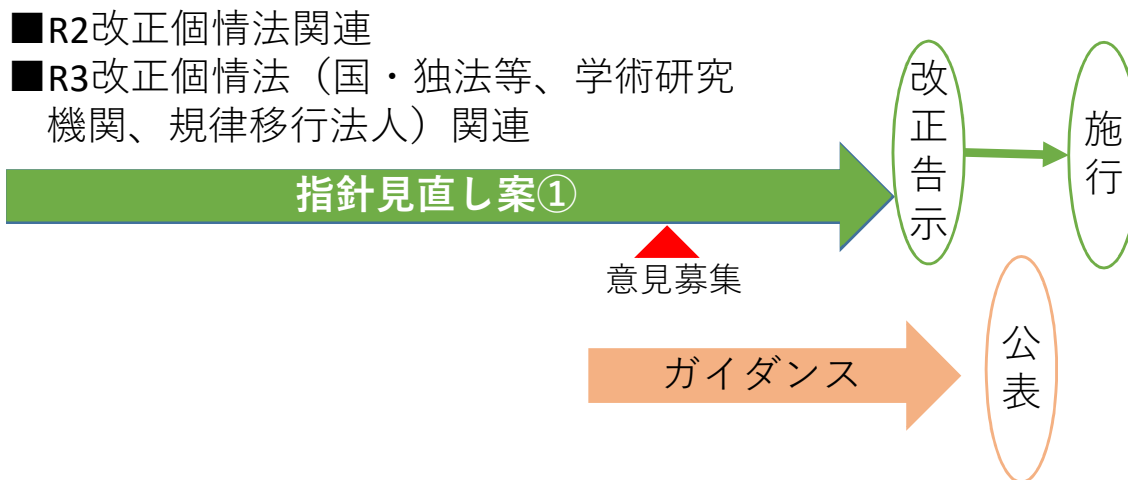 ■R2改正個情法関連
■R3改正個情法（国・独法等、学術研究
機関、規律移行法人）関連
指針見直し案①
改正告示
施行
意見募集
ガイダンス
公表